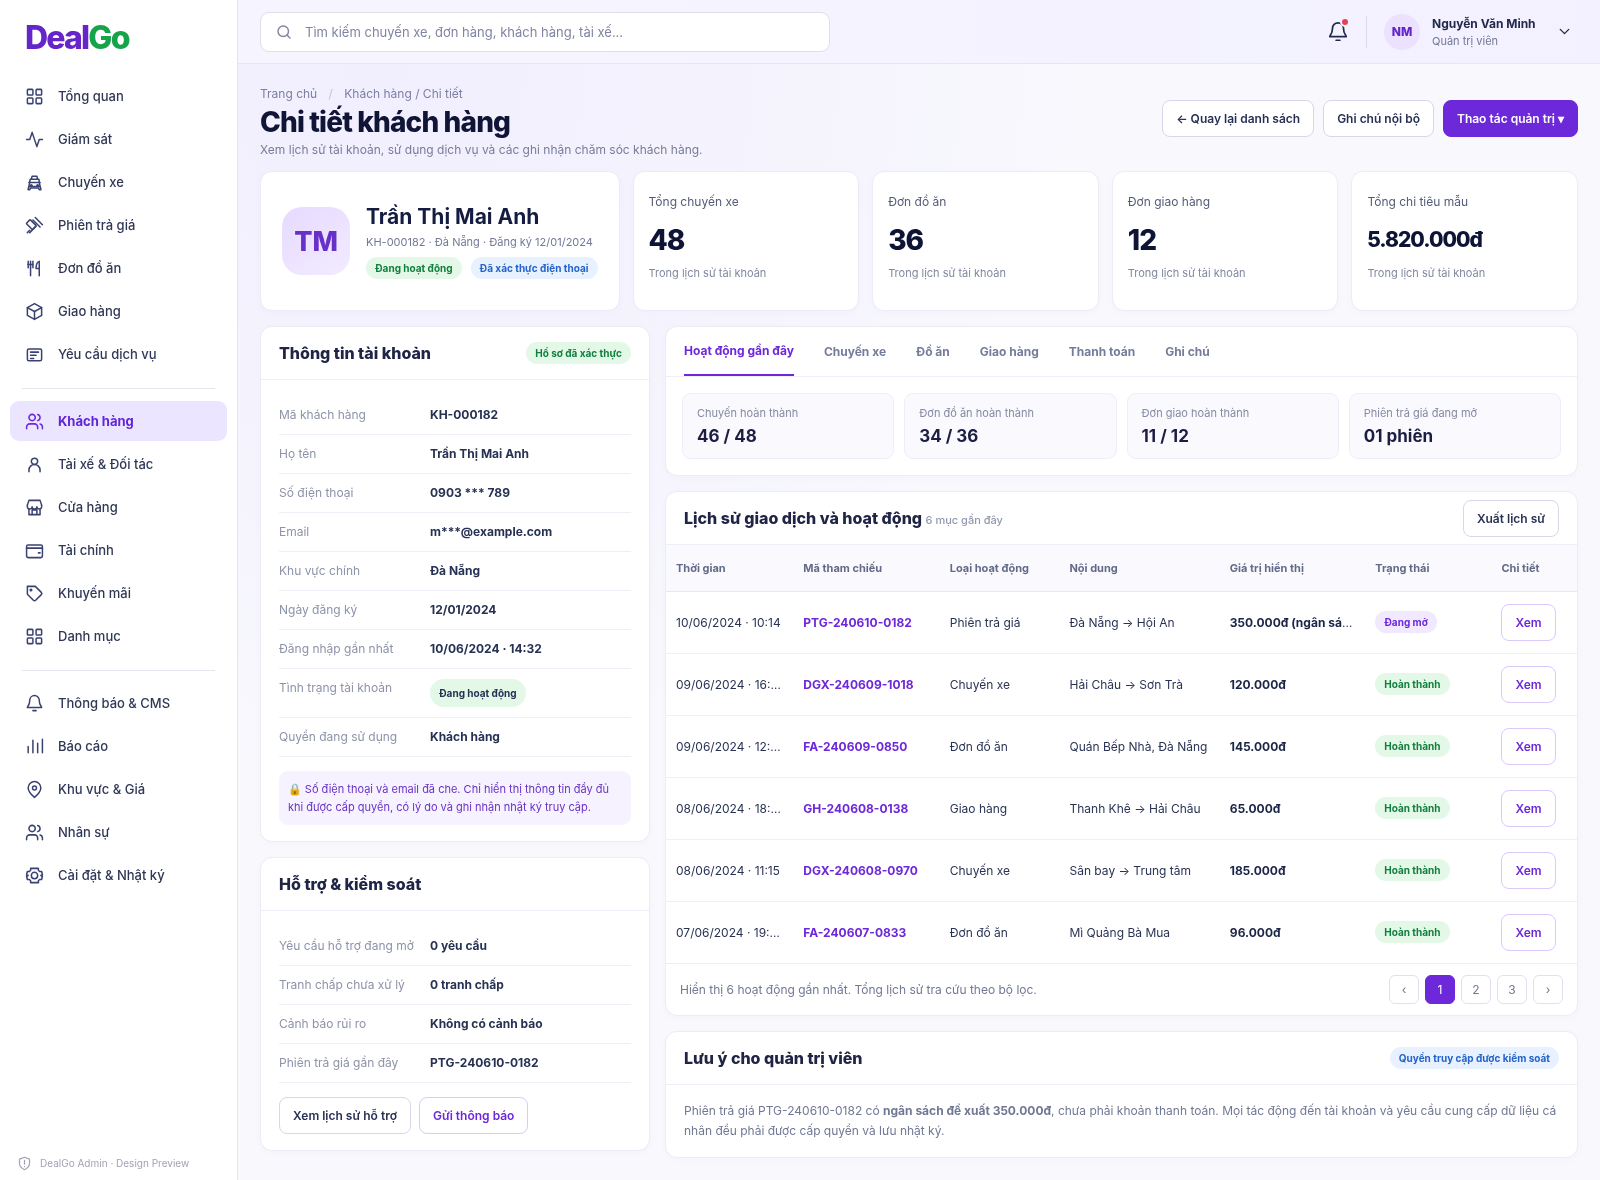 DealGo
Tổng quan
Giám sát
Chuyến xe
Phiên trả giá
Đơn đồ ăn
Giao hàng
Yêu cầu dịch vụ
Khách hàng
Tài xế & Đối tác
Cửa hàng
Tài chính
Khuyến mãi
Danh mục
Thông báo & CMS
Báo cáo
Khu vực & Giá
Nhân sự
Cài đặt & Nhật ký
DealGo Admin · Design Preview
Tìm kiếm chuyến xe, đơn hàng, khách hàng, tài xế...
NM
Nguyễn Văn Minh
Quản trị viên
Trang chủ / Khách hàng / Chi tiết
Chi tiết khách hàng
Xem lịch sử tài khoản, sử dụng dịch vụ và các ghi nhận chăm sóc khách hàng.
← Quay lại danh sách
Ghi chú nội bộ
Thao tác quản trị ▾
TM
Trần Thị Mai Anh
KH-000182 · Đà Nẵng · Đăng ký 12/01/2024
Đang hoạt động
Đã xác thực điện thoại
Tổng chuyến xe
48
Trong lịch sử tài khoản
Đơn đồ ăn
36
Trong lịch sử tài khoản
Đơn giao hàng
12
Trong lịch sử tài khoản
Tổng chi tiêu mẫu
5.820.000đ
Trong lịch sử tài khoản
Thông tin tài khoản
Hồ sơ đã xác thực
Mã khách hàng KH-000182
Họ tên Trần Thị Mai Anh
Số điện thoại 0903 *** 789
Email m***@example.com
Khu vực chính Đà Nẵng
Ngày đăng ký 12/01/2024
Đăng nhập gần nhất 10/06/2024 · 14:32
Tình trạng tài khoản Đang hoạt động
Quyền đang sử dụng Khách hàng
🔒 Số điện thoại và email đã che. Chỉ hiển thị thông tin đầy đủ
khi được cấp quyền, có lý do và ghi nhận nhật ký truy cập.
Hỗ trợ & kiểm soát
Yêu cầu hỗ trợ đang mở 0 yêu cầu
Tranh chấp chưa xử lý 0 tranh chấp
Cảnh báo rủi ro Không có cảnh báo
Phiên trả giá gần đây PTG-240610-0182
Xem lịch sử hỗ trợ
Gửi thông báo
Hoạt động gần đây Chuyến xe Đồ ăn Giao hàng Thanh toán Ghi chú
Chuyến hoàn thành
46 / 48
Đơn đồ ăn hoàn thành
34 / 36
Đơn giao hoàn thành
11 / 12
Phiên trả giá đang mở
01 phiên
Lịch sử giao dịch và hoạt động 6 mục gần đây
Xuất lịch sử
Thời gian Mã tham chiếu Loại hoạt động Nội dung Giá trị hiển thị Trạng thái Chi tiết
10/06/2024 · 10:14 PTG-240610-0182 Phiên trả giá Đà Nẵng → Hội An 350.000đ (ngân sá... Đang mở Xem
09/06/2024 · 16:... DGX-240609-1018 Chuyến xe Hải Châu → Sơn Trà 120.000đ Hoàn thành Xem
09/06/2024 · 12:... FA-240609-0850 Đơn đồ ăn Quán Bếp Nhà, Đà Nẵng 145.000đ Hoàn thành Xem
08/06/2024 · 18:... GH-240608-0138 Giao hàng Thanh Khê → Hải Châu 65.000đ Hoàn thành Xem
08/06/2024 · 11:15 DGX-240608-0970 Chuyến xe Sân bay → Trung tâm 185.000đ Hoàn thành Xem
07/06/2024 · 19:... FA-240607-0833 Đơn đồ ăn Mì Quảng Bà Mua 96.000đ Hoàn thành Xem
Hiển thị 6 hoạt động gần nhất. Tổng lịch sử tra cứu theo bộ lọc.
‹ 1 2 3 ›
Lưu ý cho quản trị viên
Quyền truy cập được kiểm soát
Phiên trả giá PTG-240610-0182 có ngân sách đề xuất 350.000đ, chưa phải khoản thanh toán. Mọi tác động đến tài khoản và yêu cầu cung cấp dữ liệu cá
nhân đều phải được cấp quyền và lưu nhật ký.